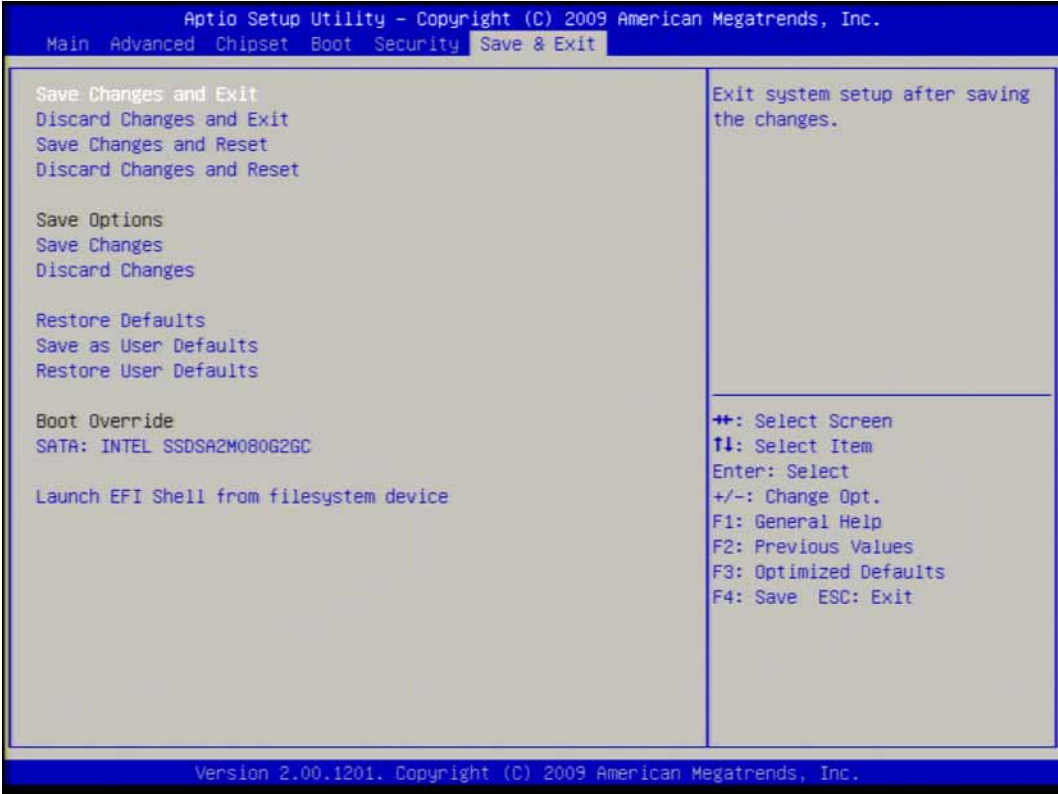 Aptio Setup Utility – Copyright (C) 2009 American Megatrends, Inc.
Main Advanced Chipset Boot Security Save & Exit
Save Changes and Exit
Discard Changes and Exit
Save Changes and Reset
Discard Changes and Reset
Save Options
Save Changes
Discard Changes
Restore Defaults
Save as User Defaults
Restore User Defaults
Boot Override
SATA: INTEL SSDSA2M080G2GC
Launch EFI Shell from filesystem device
Exit system setup after saving
the changes.
→←: Select Screen
↑↓: Select Item
Enter: Select
+/-: Change Opt.
F1: General Help
F2: Previous Values
F3: Optimized Defaults
F4: Save ESC: Exit
Version 2.00.1201. Copyright (C) 2009 American Megatrends, Inc.